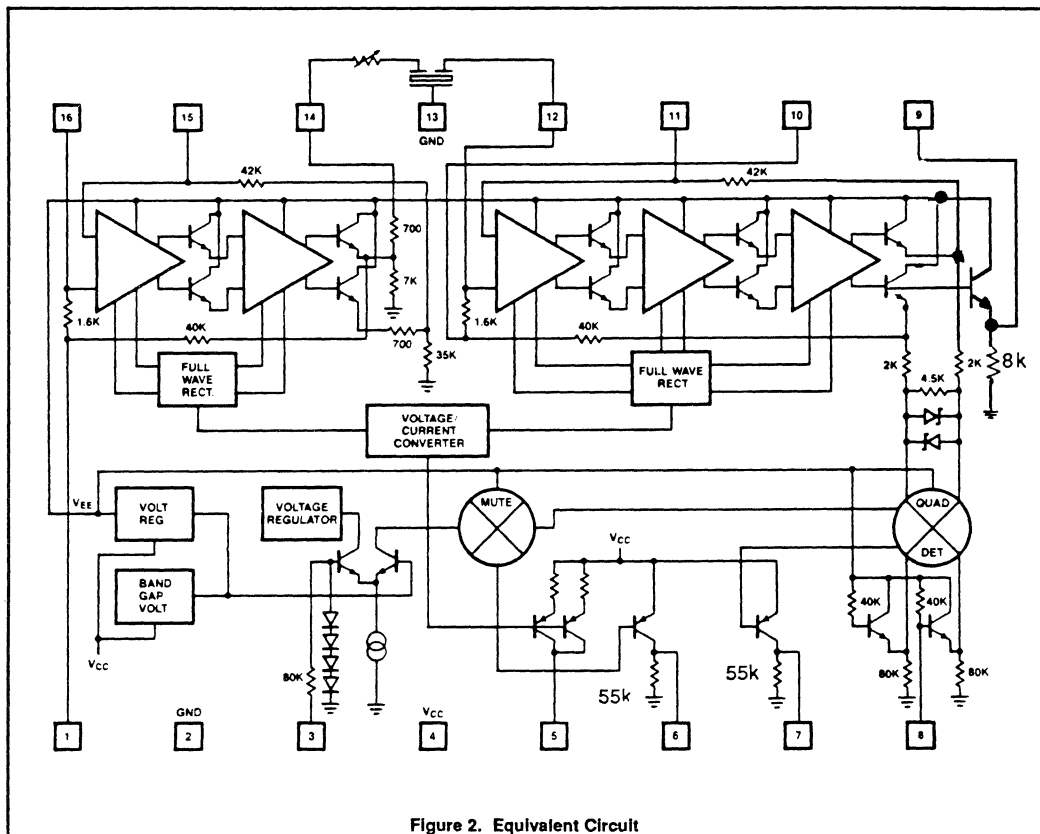 16
15
14
13
GND
12
11
10
9
42K
42K
700
7K
1.6K
40K
700
35K
1.6K
40K
2K
2K
8k
4.5K
FULL
WAVE
RECT.
FULL WAVE
RECT
VOLTAGE/
CURRENT
CONVERTER
VEE
VOLT
REG
VOLTAGE
REGULATOR
MUTE
QUAD
DET
VCC
BAND
GAP
VOLT
VCC
40K
40K
80K
55k
55k
80K
80K
GND
VCC
1
2
3
4
5
6
7
8
Figure 2. Equivalent Circuit